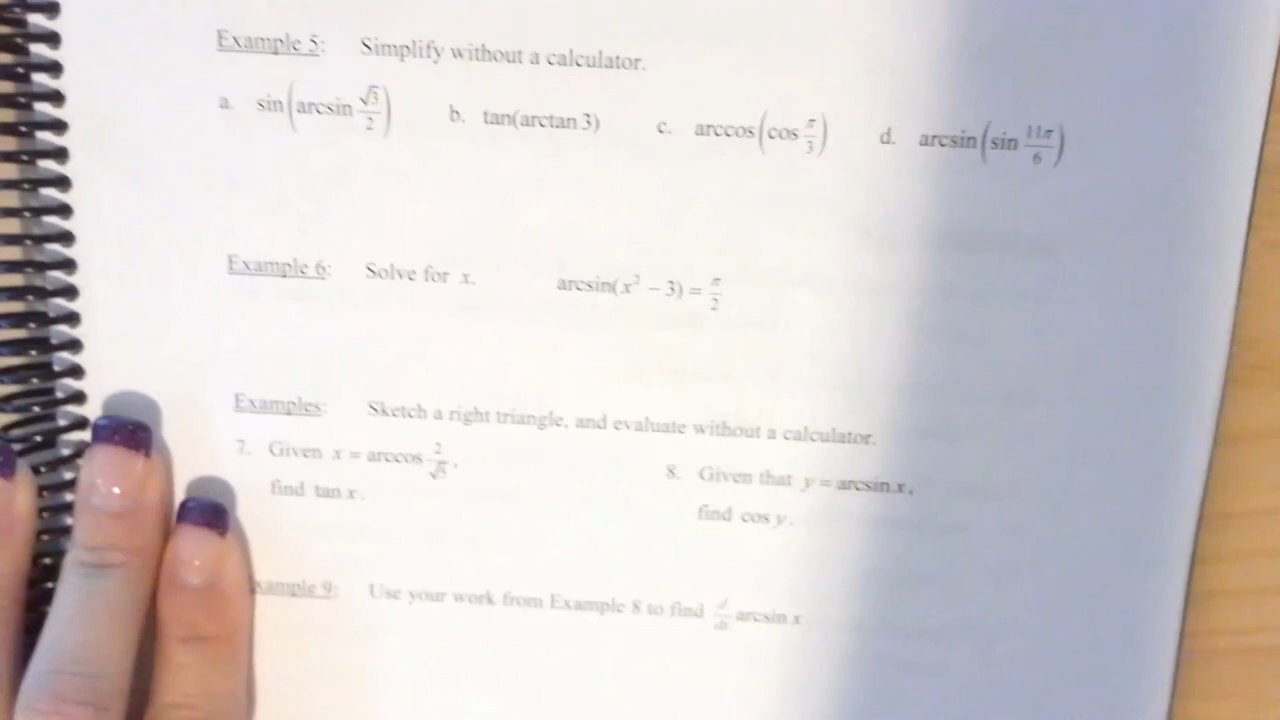 Example 5: Simplify without a calculator.
a. sin(arcsin √3/2) b. tan(arctan 3) c. arccos(cos π/3) d. arcsin(sin 11π/6)
Example 6: Solve for x. arcsin(x² – 3) = π/2
Examples: Sketch a right triangle, and evaluate without a calculator.
7. Given x = arccos 2/√5,
find tan x.
8. Given that y = arcsin x,
find cos y.
xample 9: Use your work from Example 8 to find d/dx arcsin x.